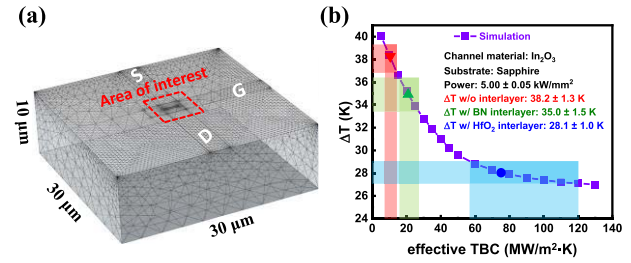 (a)
S
Area of interest
G
D
10 μm
30 μm
30 μm
(b)
Simulation
Channel material: In₂O₃
Substrate: Sapphire
Power: 5.00 ± 0.05 kW/mm²
ΔT w/o interlayer: 38.2 ± 1.3 K
ΔT w/ BN interlayer: 35.0 ± 1.5 K
ΔT w/ HfO₂ interlayer: 28.1 ± 1.0 K
ΔT (K)
42
40
38
36
34
32
30
28
26
24
0 20 40 60 80 100 120 140
effective TBC (MW/m²·K)